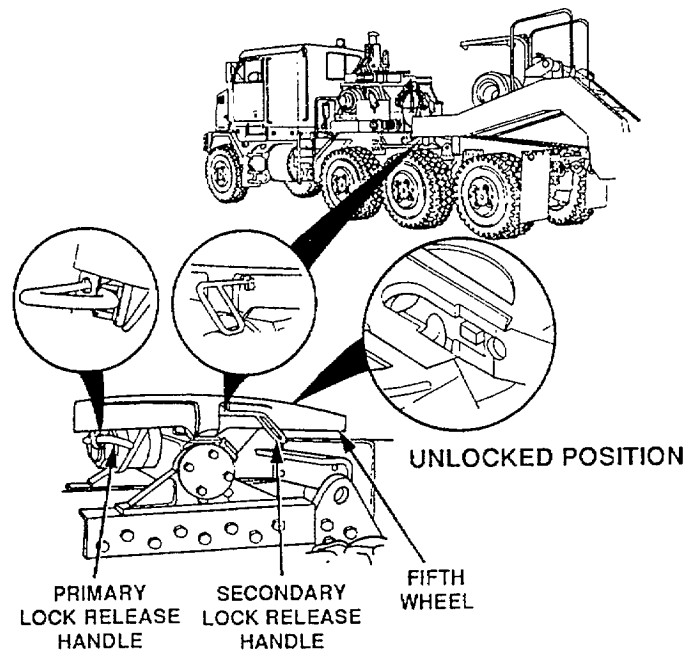 UNLOCKED POSITION
PRIMARY
LOCK RELEASE
HANDLE
SECONDARY
LOCK RELEASE
HANDLE
FIFTH
WHEEL